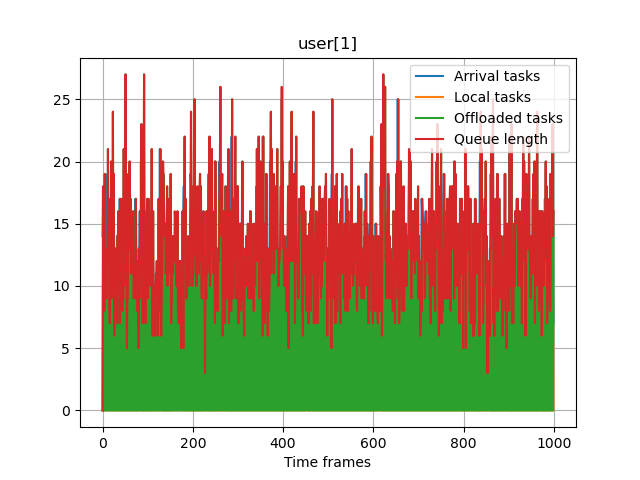 user[1]
Arrival tasks
Local tasks
Offloaded tasks
Queue length
25
20
15
10
5
0
0 200 400 600 800 1000
Time frames